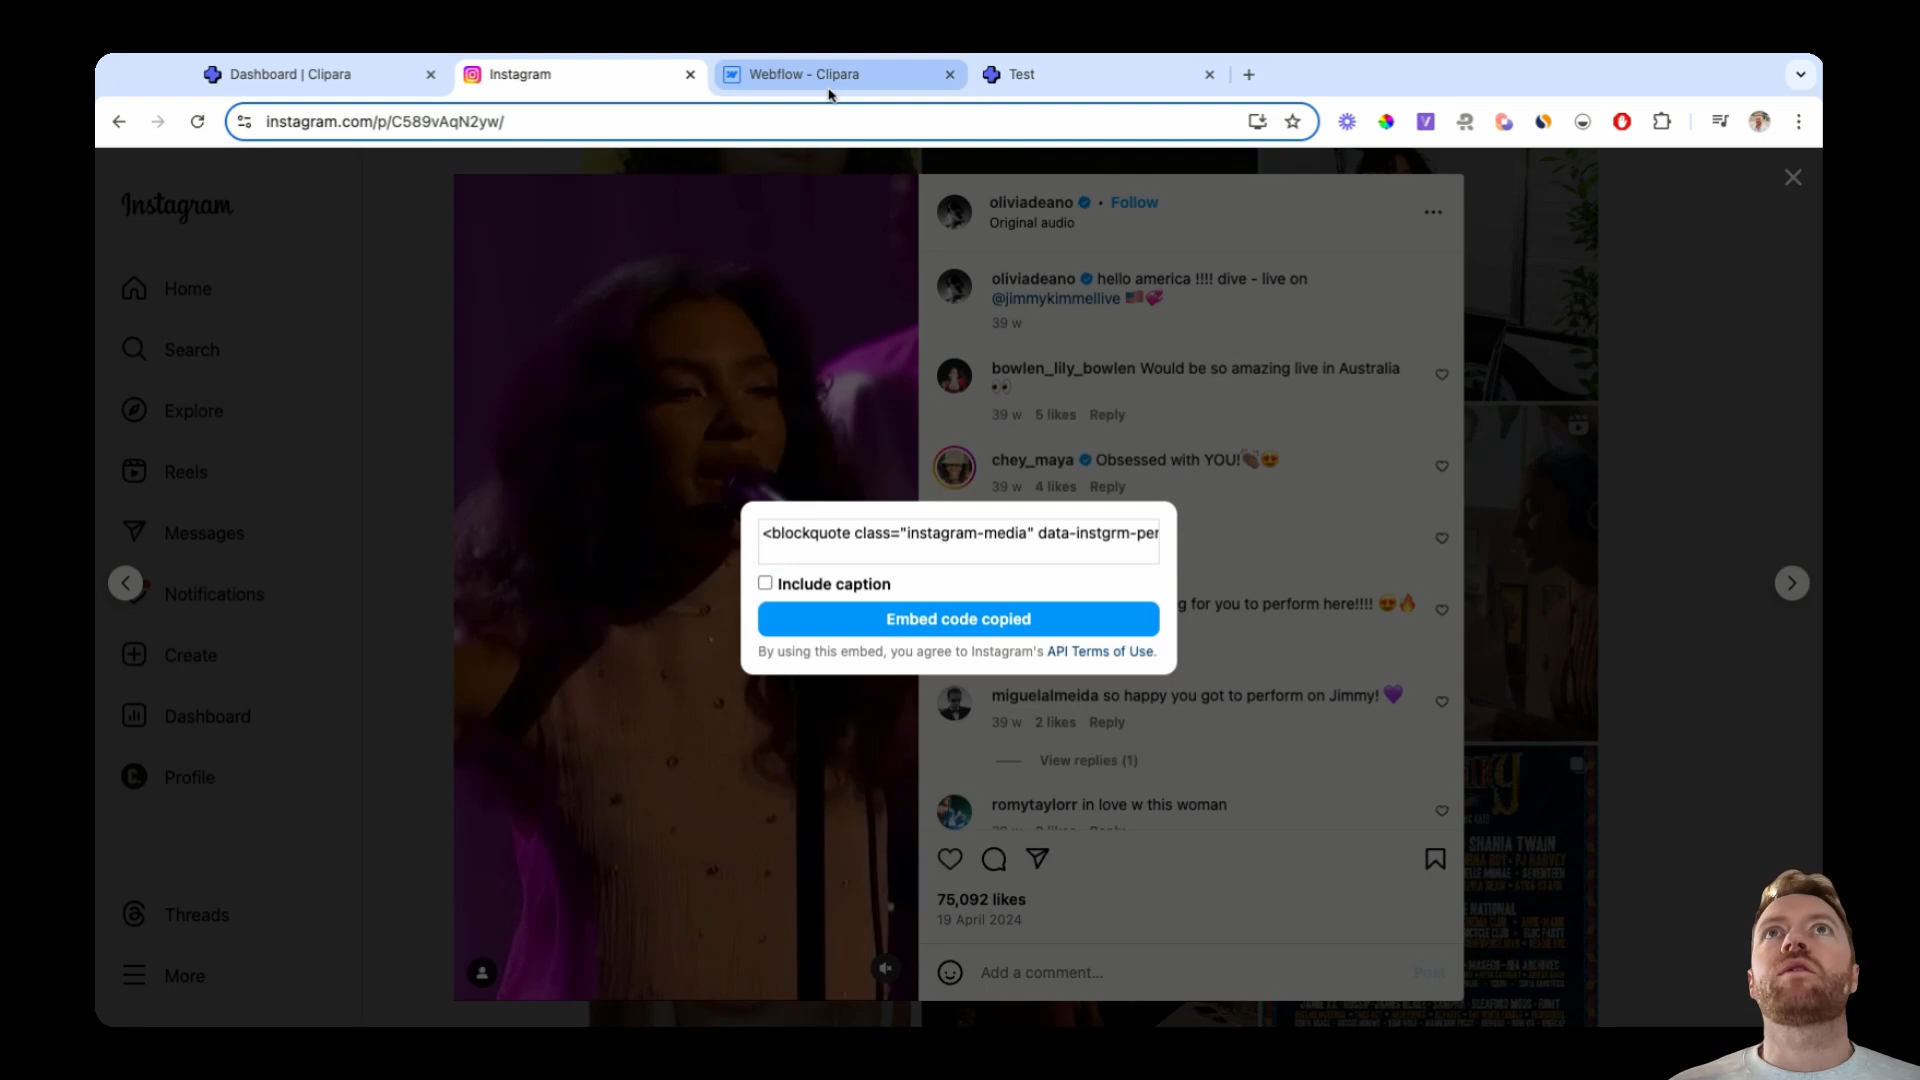 Dashboard | Clipara
Instagram
Webflow - Clipara
Test
instagram.com/p/C589vAqN2yw/
Instagram
Home
Search
Explore
Reels
Messages
Notifications
Create
Dashboard
Profile
Threads
More
oliviadeano • Follow
Original audio
oliviadeano hello america !!!! dive - live on
@jimmykimmellive 🇺🇸💞
39 w
bowlen_lily_bowlen Would be so amazing live in Australia
👀
39 w 5 likes Reply
chey_maya Obsessed with YOU!👏🏽😍
39 w 4 likes Reply
<blockquote class="instagram-media" data-instgrm-per
Include caption
Embed code copied
By using this embed, you agree to Instagram's API Terms of Use.
g for you to perform here!!!! 😍🔥
miguelalmeida so happy you got to perform on Jimmy! 💜
39 w 2 likes Reply
View replies (1)
romytaylorr in love w this woman
75,092 likes
19 April 2024
Add a comment...
Post
SHANIA TWAIN
PJ HARVEY
SEVENTEEN